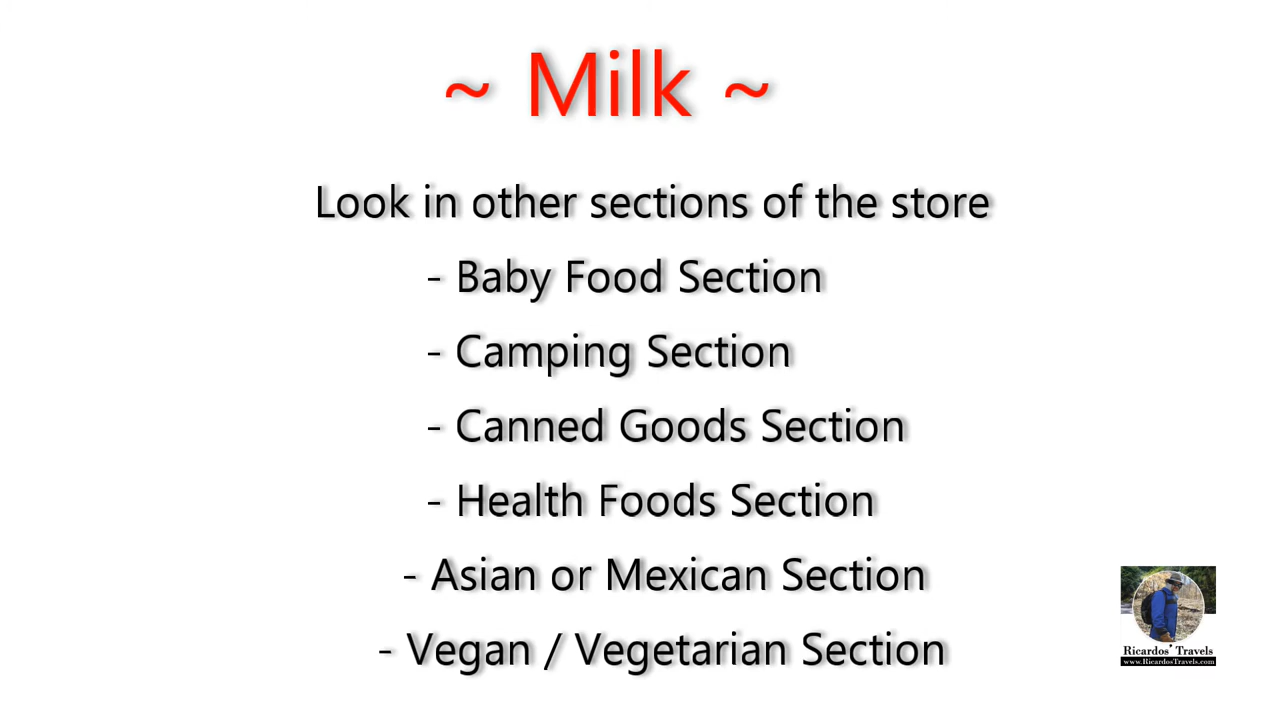 ~ Milk ~
Look in other sections of the store
- Baby Food Section
- Camping Section
- Canned Goods Section
- Health Foods Section
- Asian or Mexican Section
- Vegan / Vegetarian Section
Ricardos' Travels
www.RicardosTravels.com